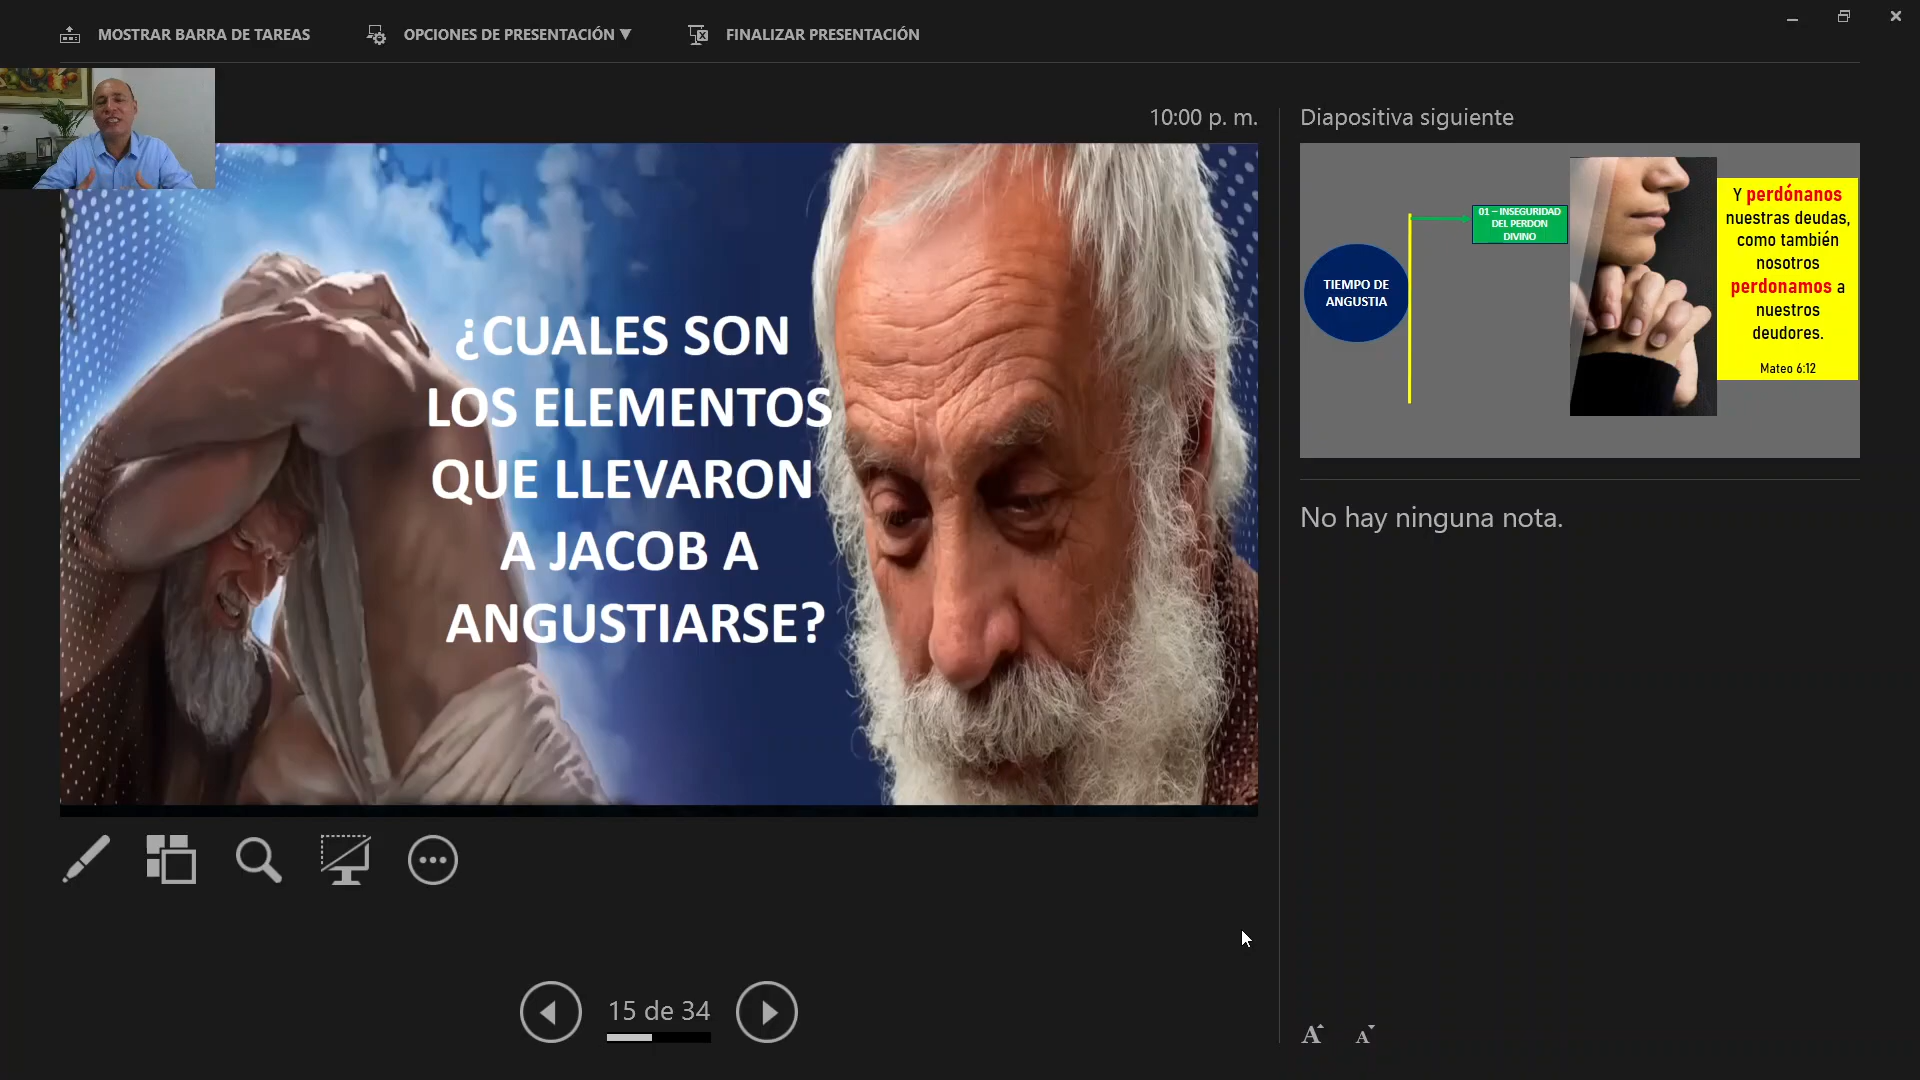 MOSTRAR BARRA DE TAREAS
OPCIONES DE PRESENTACIÓN ▼
FINALIZAR PRESENTACIÓN
10:00 p. m.
¿CUALES SON
LOS ELEMENTOS
QUE LLEVARON
A JACOB A
ANGUSTIARSE?
15 de 34
Diapositiva siguiente
TIEMPO DE
ANGUSTIA
01 – INSEGURIDAD
DEL PERDON
DIVINO
Y perdónanos
nuestras deudas,
como también
nosotros
perdonamos a
nuestros
deudores.
Mateo 6:12
No hay ninguna nota.
A A